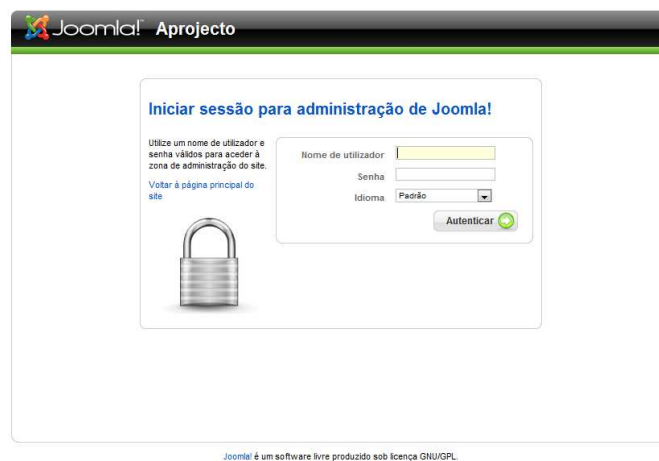 Joomla!® Aprojecto
Iniciar sessão para administração de Joomla!
Utilize um nome de utilizador e
senha válidos para aceder à
zona de administração do site.
Voltar à página principal do
site
Nome de utilizador
Senha
Idioma Padrão
Autenticar
Joomla! é um software livre produzido sob licença GNU/GPL.